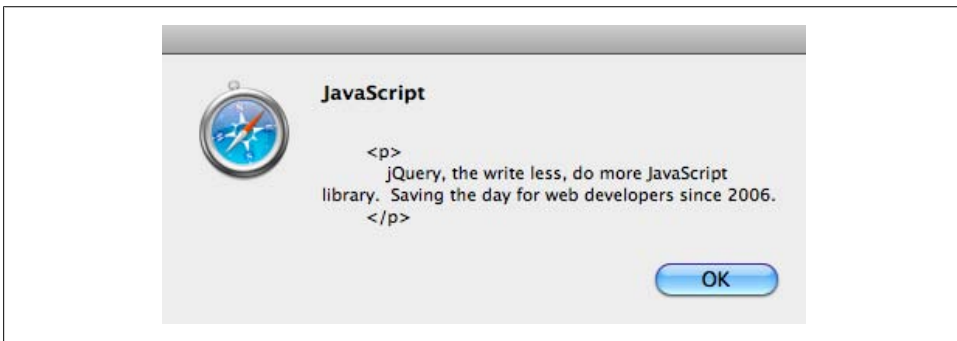 JavaScript
<p>
jQuery, the write less, do more JavaScript
library.  Saving the day for web developers since 2006.
</p>
OK